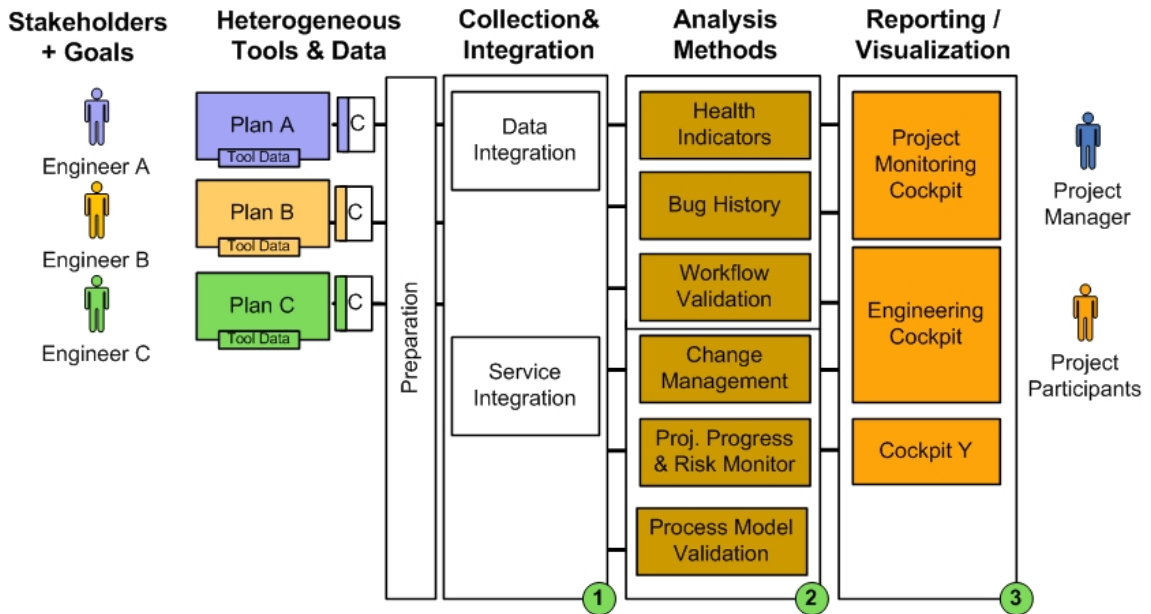 Stakeholders
+ Goals
Heterogeneous
Tools & Data
Collection&
Integration
Analysis
Methods
Reporting /
Visualization
Engineer A
Engineer B
Engineer C
Plan A
Tool Data
C
Plan B
Tool Data
C
Plan C
Tool Data
C
Preparation
Data
Integration
Service
Integration
1
Health
Indicators
Bug History
Workflow
Validation
Change
Management
Proj. Progress
& Risk Monitor
Process Model
Validation
2
Project
Monitoring
Cockpit
Engineering
Cockpit
Cockpit Y
3
Project
Manager
Project
Participants